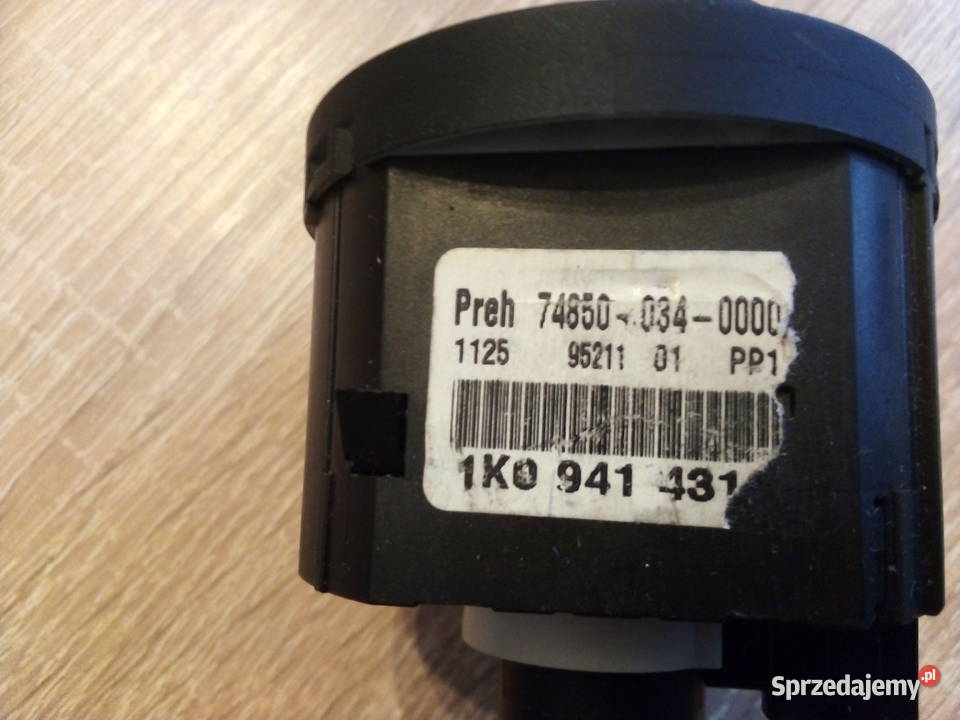 Preh 74850-034-0000
1125 95211 01 PP1
1K0 941 431
Sprzedajemy.pl